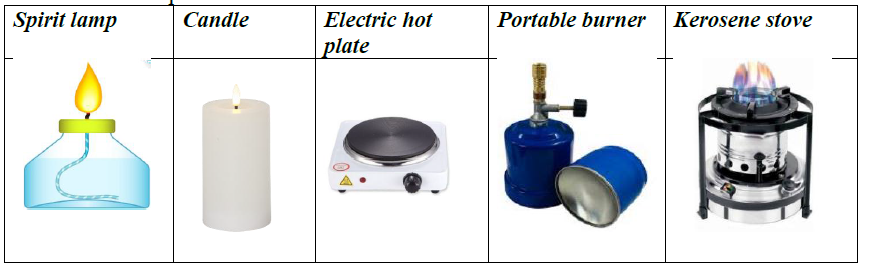 Spirit lamp
Candle
Electric hot
plate
Portable burner
Kerosene stove